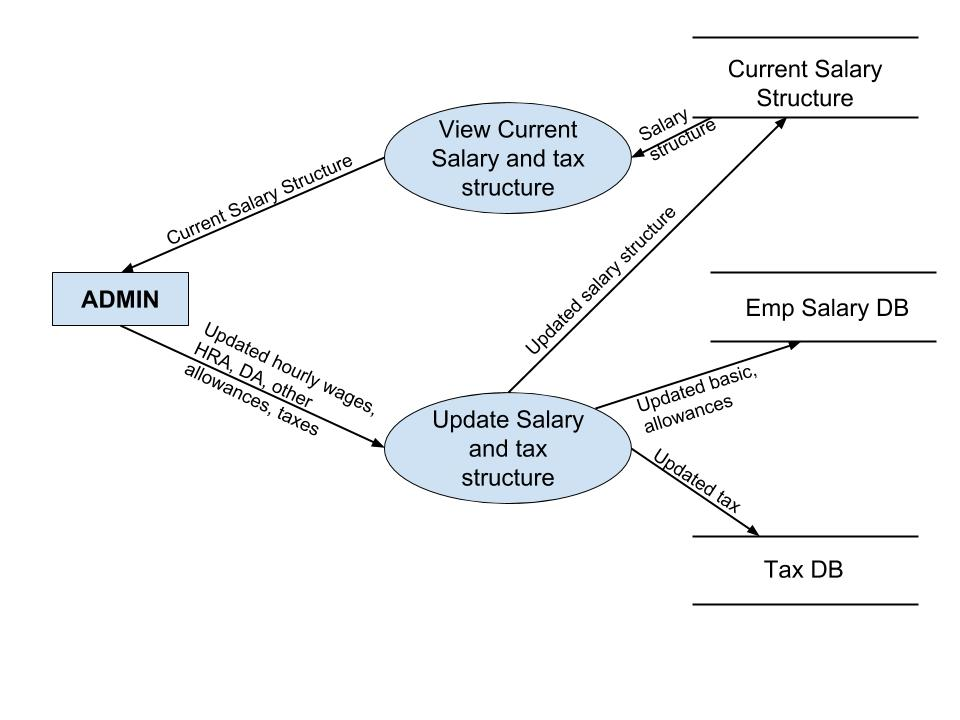 Current Salary
Structure
Salary
structure
View Current
Salary and tax
structure
Current Salary Structure
ADMIN
Updated salary structure
Emp Salary DB
Updated hourly wages,
HRA, DA, other
allowances, taxes
Updated basic,
allowances
Update Salary
and tax
structure
Updated tax
Tax DB